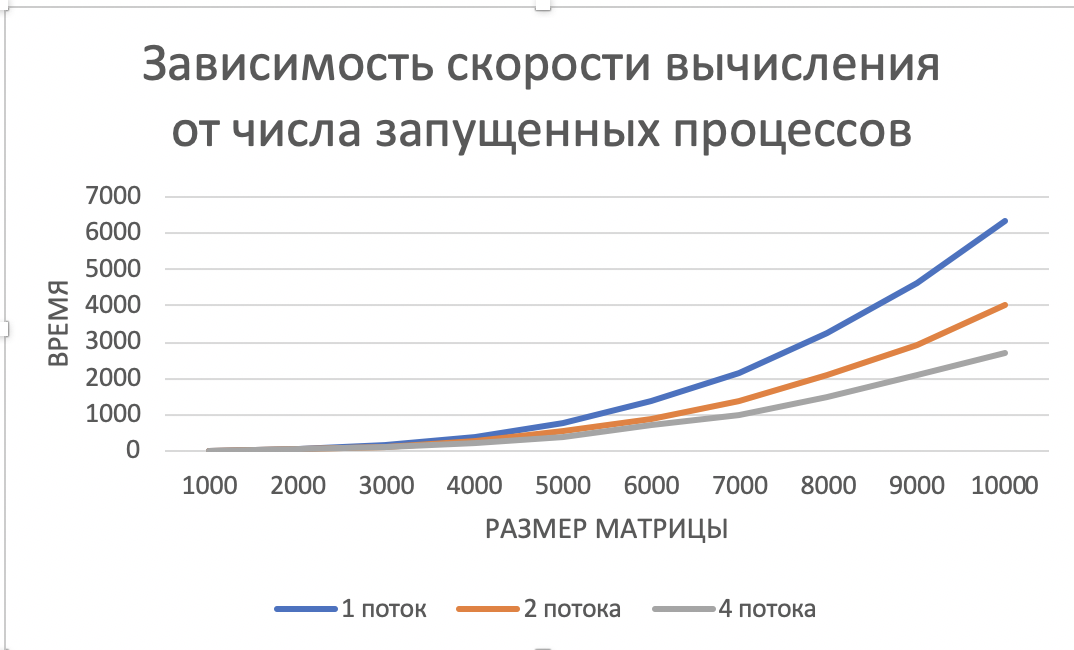 Зависимость скорости вычисления
от числа запущенных процессов
7000
6000
5000
4000
3000
2000
1000
0
ВРЕМЯ
1000 2000 3000 4000 5000 6000 7000 8000 9000 10000
РАЗМЕР МАТРИЦЫ
1 поток 2 потока 4 потока